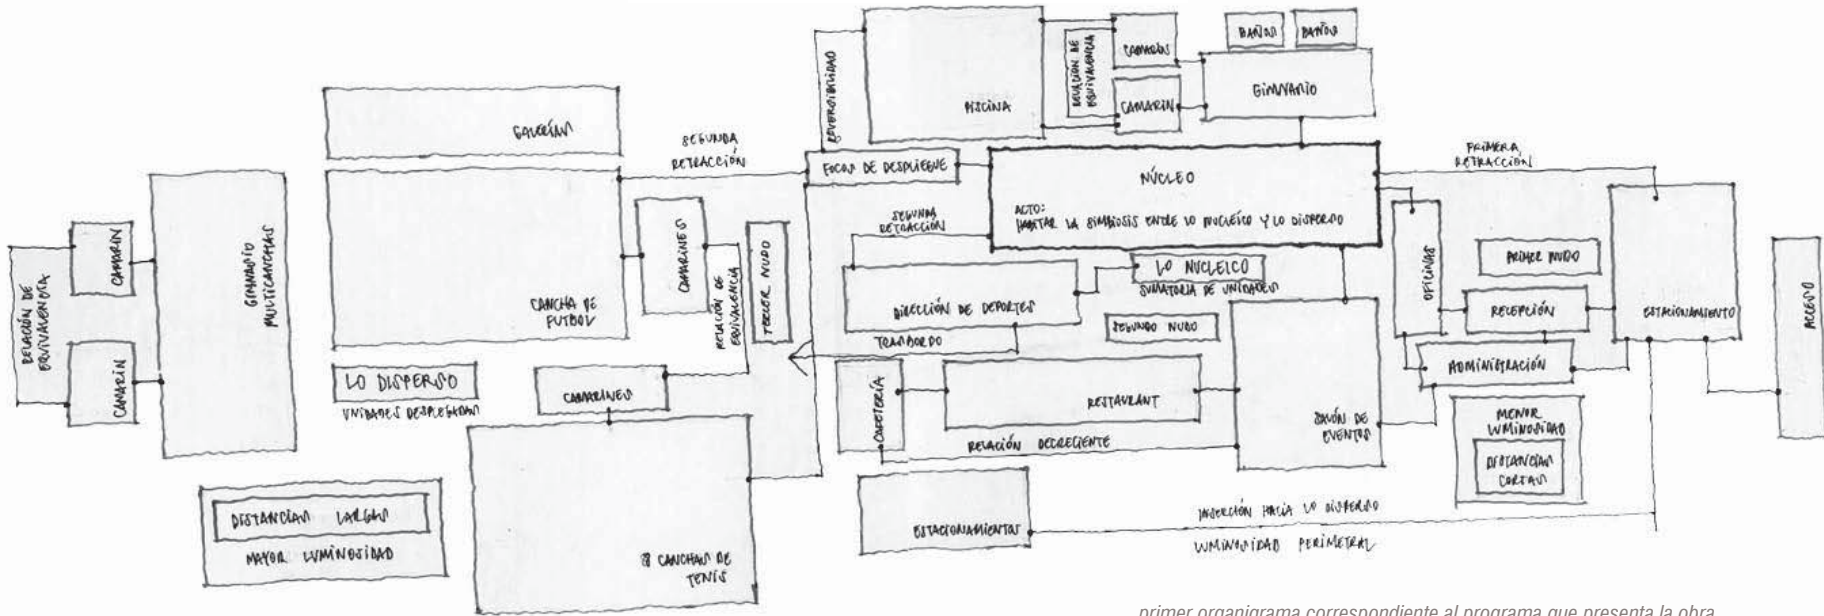 RELACIÓN DE
EQUIVALENCIA
CAMARIN
CAMARIN
GIMNASIO
MULTICANCHAS
GALERÍAS
CANCHA DE
FUTBOL
LO DISPERSO
UNIDADES DESPLEGADAS
DISTANCIAS LARGAS
MAYOR LUMINOSIDAD
SEGUNDA
RETRACCIÓN
CAMARINES
RELACIÓN DE
EQUIVALENCIA
TERCER NUDO
CAMARINES
8 CANCHAS DE
TENIS
REVERSIBILIDAD
PISCINA
RELACIÓN DE
EQUIVALENCIA
CAMARIN
CAMARIN
BAÑOS
BAÑOS
GIMNASIO
FOCOS DE DESPLIEGUE
NÚCLEO
ACTO:
HABITAR LA SIMBIOSIS ENTRE LO NUCLEÍCO Y LO DISPERSO
SEGUNDA
RETRACCIÓN
DIRECCIÓN DE DEPORTES
LO NUCLEICO
SUMATORIA DE UNIDADES
SEGUNDO NUDO
TRANBORDO
CAFETERÍA
RESTAURANT
RELACIÓN DECRECIENTE
SALÓN DE
EVENTOS
ESTACIONAMIENTOS
INSERCIÓN HACIA LO DISPERSO
LUMINOSIDAD PERIMETRAL
PRIMERA
RETRACCIÓN
OFICINAS
PRIMER NUDO
RECEPCIÓN
ADMINISTRACIÓN
MENOR
LUMINOSIDAD
DISTANCIAS
CORTAS
ESTACIONAMIENTO
ACCESO
primer organigrama correspondiente al programa que presenta la obra